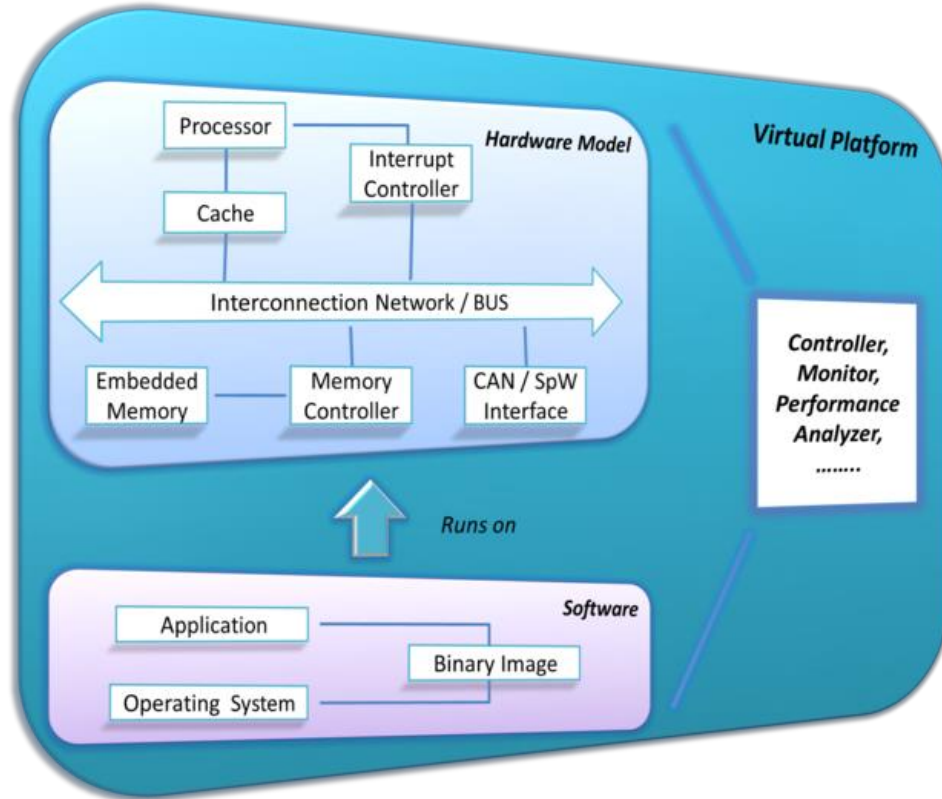 Virtual Platform
Hardware Model
Processor
Interrupt
Controller
Cache
Interconnection Network / BUS
Embedded
Memory
Memory
Controller
CAN / SpW
Interface
Controller,
Monitor,
Performance
Analyzer,
........
Runs on
Software
Application
Binary Image
Operating System